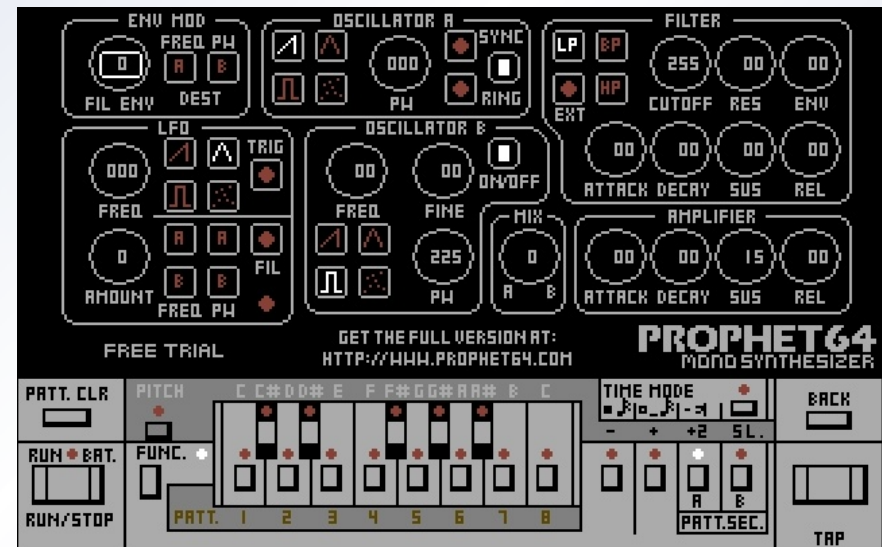 ENV MOD
FREQ PW
0
A B
FIL ENV DEST
OSCILLATOR A
000
PW
SYNC
RING
FILTER
LP BP
HP
EXT
255 00 00
CUTOFF RES ENV
00 00 00 00
ATTACK DECAY SUS REL
LFO
TRIG
000
FREQ
0
AMOUNT
A A
B B
FREQ PW
FIL
OSCILLATOR B
00 00
FREQ FINE
ON/OFF
225
PW
MIX
0
A B
AMPLIFIER
00 00 15 00
ATTACK DECAY SUS REL
FREE TRIAL
GET THE FULL VERSION AT:
HTTP://WWW.PROPHET64.COM
PROPHET64
MONO SYNTHESIZER
PATT. CLR
PITCH
C C# D D# E F F# G G# A A# B C
TIME MODE
BACK
- + +2 SL.
RUN BAT.
RUN/STOP
FUNC.
PATT. 1 2 3 4 5 6 7 8
A B
PATT.SEC.
TAP